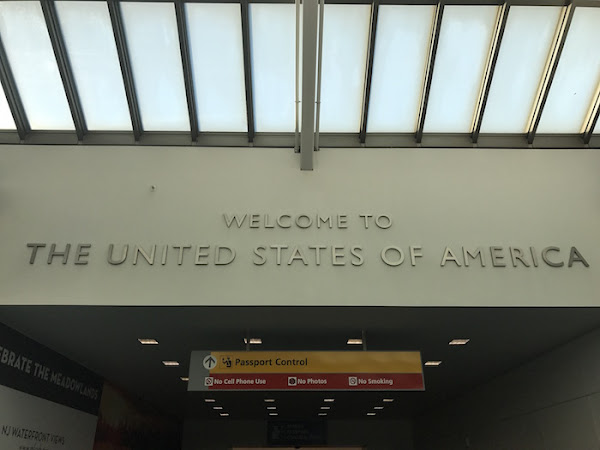 WELCOME TO
THE UNITED STATES OF AMERICA
Passport Control
No Cell Phone Use No Photos No Smoking
EBRATE THE MEADOWLANDS
NJ WATERFRONT VIEWS